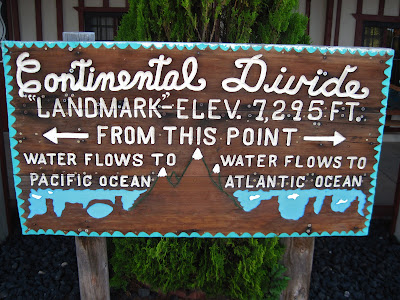 Continental Divide
"LANDMARK"-ELEV. 7,295 FT.
FROM THIS POINT
WATER FLOWS TO
PACIFIC OCEAN
WATER FLOWS TO
ATLANTIC OCEAN